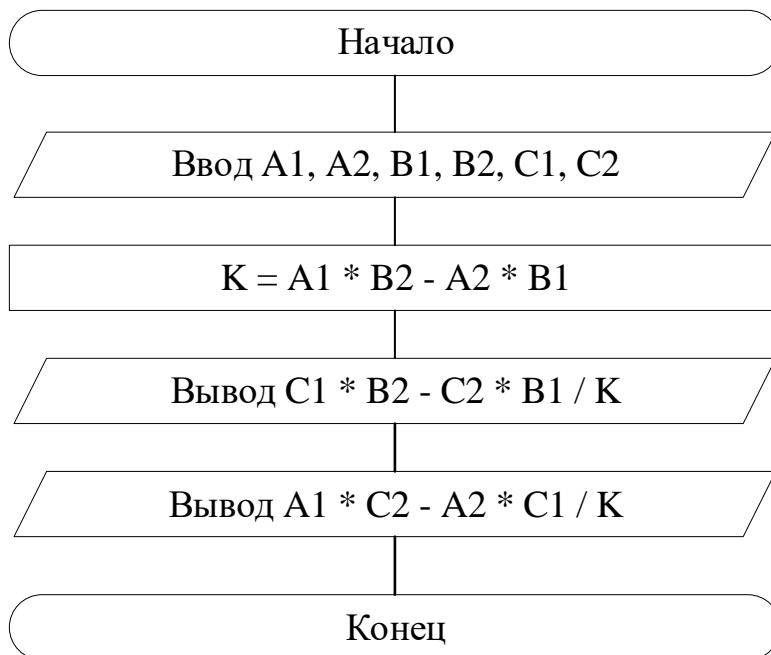 Начало
Ввод A1, A2, B1, B2, C1, C2
K = A1 * B2 - A2 * B1
Вывод C1 * B2 - C2 * B1 / K
Вывод A1 * C2 - A2 * C1 / K
Конец